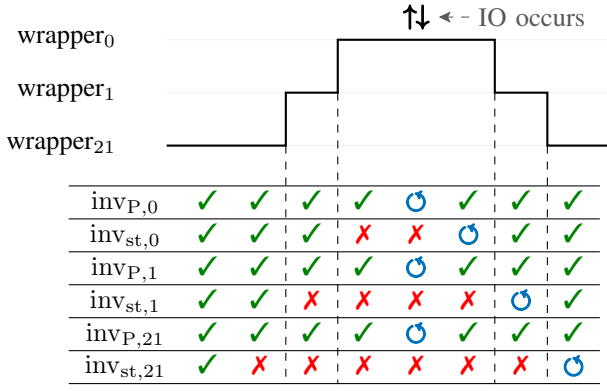 IO occurs
wrapper₀
wrapper₁
wrapper₂₁
inv_P,0 ✓ ✓ ✓ ✓ ↻ ✓ ✓ ✓
inv_st,0 ✓ ✓ ✓ ✗ ✗ ↻ ✓ ✓
inv_P,1 ✓ ✓ ✓ ✓ ↻ ✓ ✓ ✓
inv_st,1 ✓ ✓ ✗ ✗ ✗ ✗ ↻ ✓
inv_P,21 ✓ ✓ ✓ ✓ ↻ ✓ ✓ ✓
inv_st,21 ✓ ✗ ✗ ✗ ✗ ✗ ✗ ↻